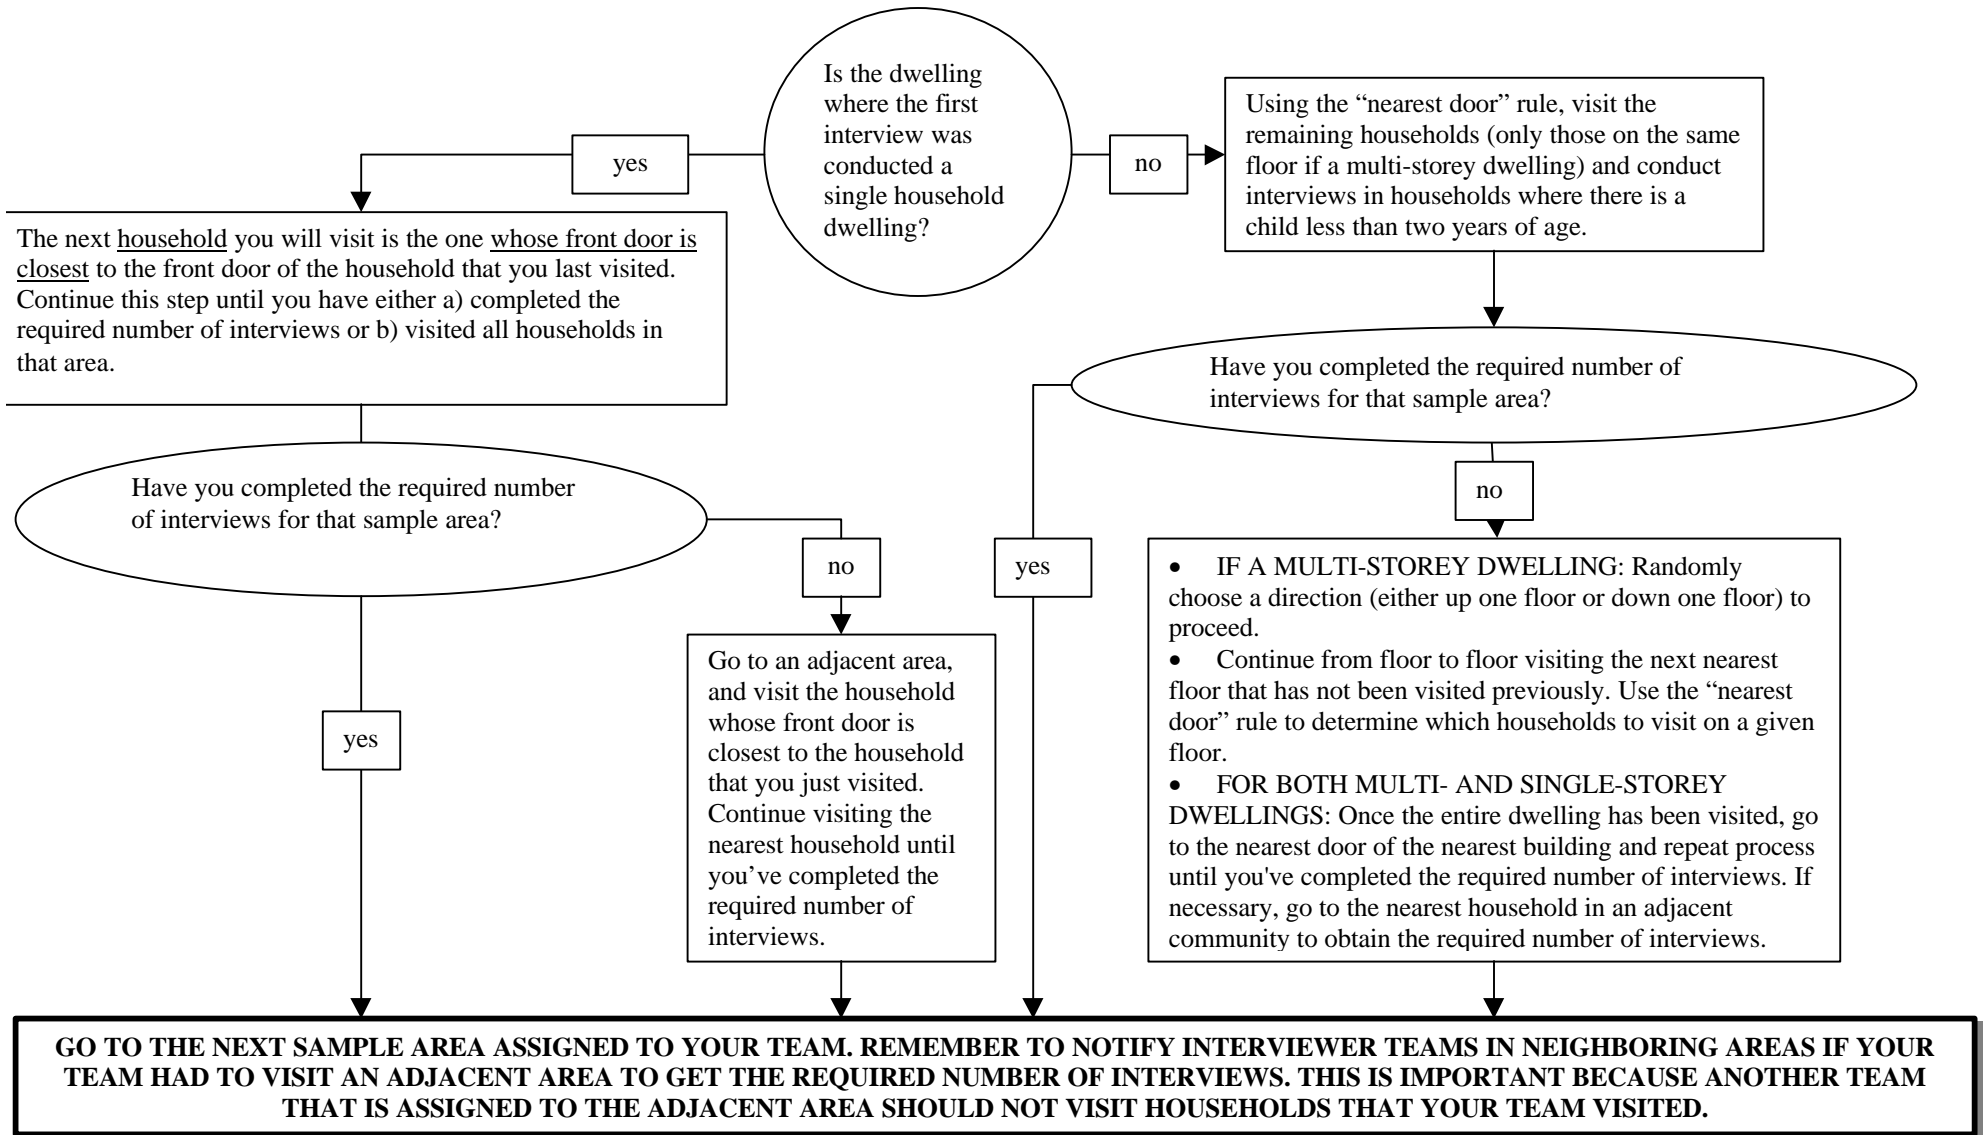 Is the dwelling
where the first
interview was
conducted a
single household
dwelling?
yes
no
Using the “nearest door” rule, visit the
remaining households (only those on the same
floor if a multi-storey dwelling) and conduct
interviews in households where there is a
child less than two years of age.
The next household you will visit is the one whose front door is
closest to the front door of the household that you last visited.
Continue this step until you have either a) completed the
required number of interviews or b) visited all households in
that area.
Have you completed the required number of
interviews for that sample area?
Have you completed the required number
of interviews for that sample area?
no
no
yes
yes
Go to an adjacent area,
and visit the household
whose front door is
closest to the household
that you just visited.
Continue visiting the
nearest household until
you’ve completed the
required number of
interviews.
• IF A MULTI-STOREY DWELLING: Randomly
choose a direction (either up one floor or down one floor) to
proceed.
• Continue from floor to floor visiting the next nearest
floor that has not been visited previously. Use the “nearest
door” rule to determine which households to visit on a given
floor.
• FOR BOTH MULTI- AND SINGLE-STOREY
DWELLINGS: Once the entire dwelling has been visited, go
to the nearest door of the nearest building and repeat process
until you've completed the required number of interviews. If
necessary, go to the nearest household in an adjacent
community to obtain the required number of interviews.
GO TO THE NEXT SAMPLE AREA ASSIGNED TO YOUR TEAM. REMEMBER TO NOTIFY INTERVIEWER TEAMS IN NEIGHBORING AREAS IF YOUR
TEAM HAD TO VISIT AN ADJACENT AREA TO GET THE REQUIRED NUMBER OF INTERVIEWS. THIS IS IMPORTANT BECAUSE ANOTHER TEAM
THAT IS ASSIGNED TO THE ADJACENT AREA SHOULD NOT VISIT HOUSEHOLDS THAT YOUR TEAM VISITED.